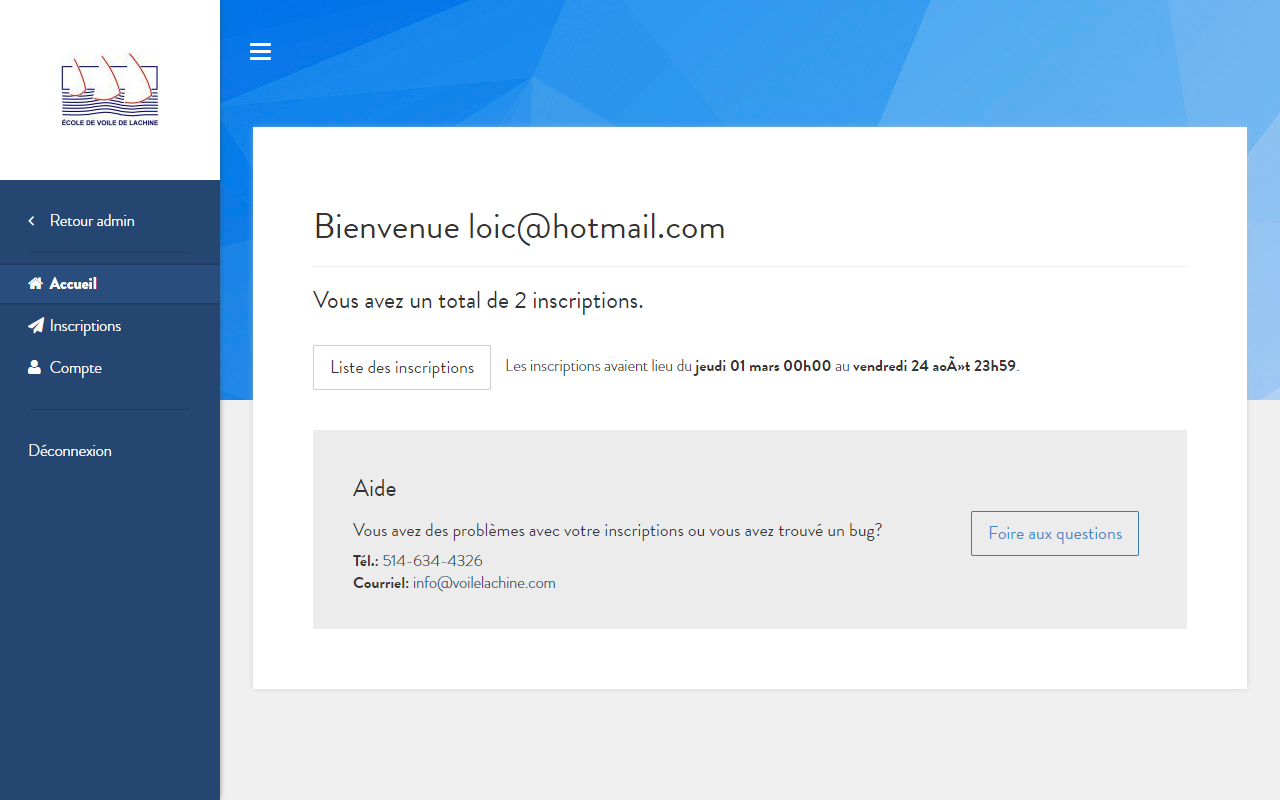 ÉCOLE DE VOILE DE LACHINE
Retour admin
Accueil
Inscriptions
Compte
Déconnexion
Bienvenue loic@hotmail.com
Vous avez un total de 2 inscriptions.
Liste des inscriptions
Les inscriptions avaient lieu du jeudi 01 mars 00h00 au vendredi 24 aoÃ»t 23h59.
Aide
Vous avez des problèmes avec votre inscriptions ou vous avez trouvé un bug?
Tél.: 514-634-4326
Courriel: info@voilelachine.com
Foire aux questions